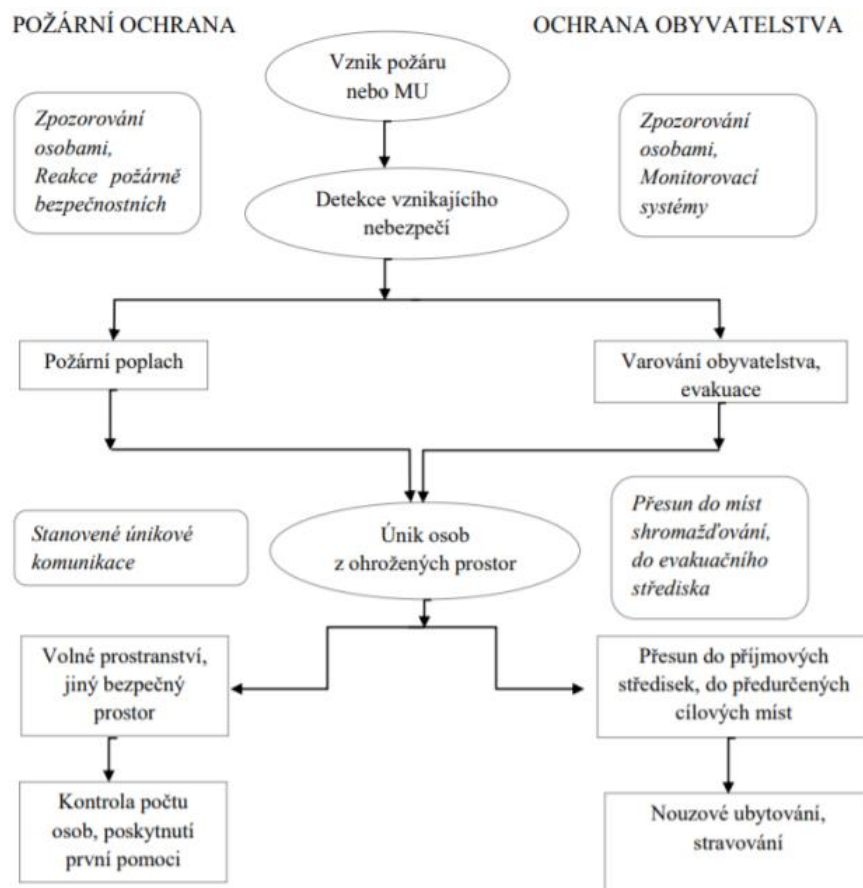 POŽÁRNÍ OCHRANA
OCHRANA OBYVATELSTVA
Vznik požáru
nebo MU
Zpozorování
osobami,
Reakce požárně
bezpečnostních
Zpozorování
osobami,
Monitorovací
systémy
Detekce vznikajícího
nebezpečí
Požární poplach
Varování obyvatelstva,
evakuace
Stanovené únikové
komunikace
Únik osob
z ohrožených prostor
Přesun do míst
shromažďování,
do evakuačního
střediska
Volné prostranství,
jiný bezpečný
prostor
Přesun do příjmových
středisek, do předurčených
cílových míst
Kontrola počtu
osob, poskytnutí
první pomoci
Nouzové ubytování,
stravování